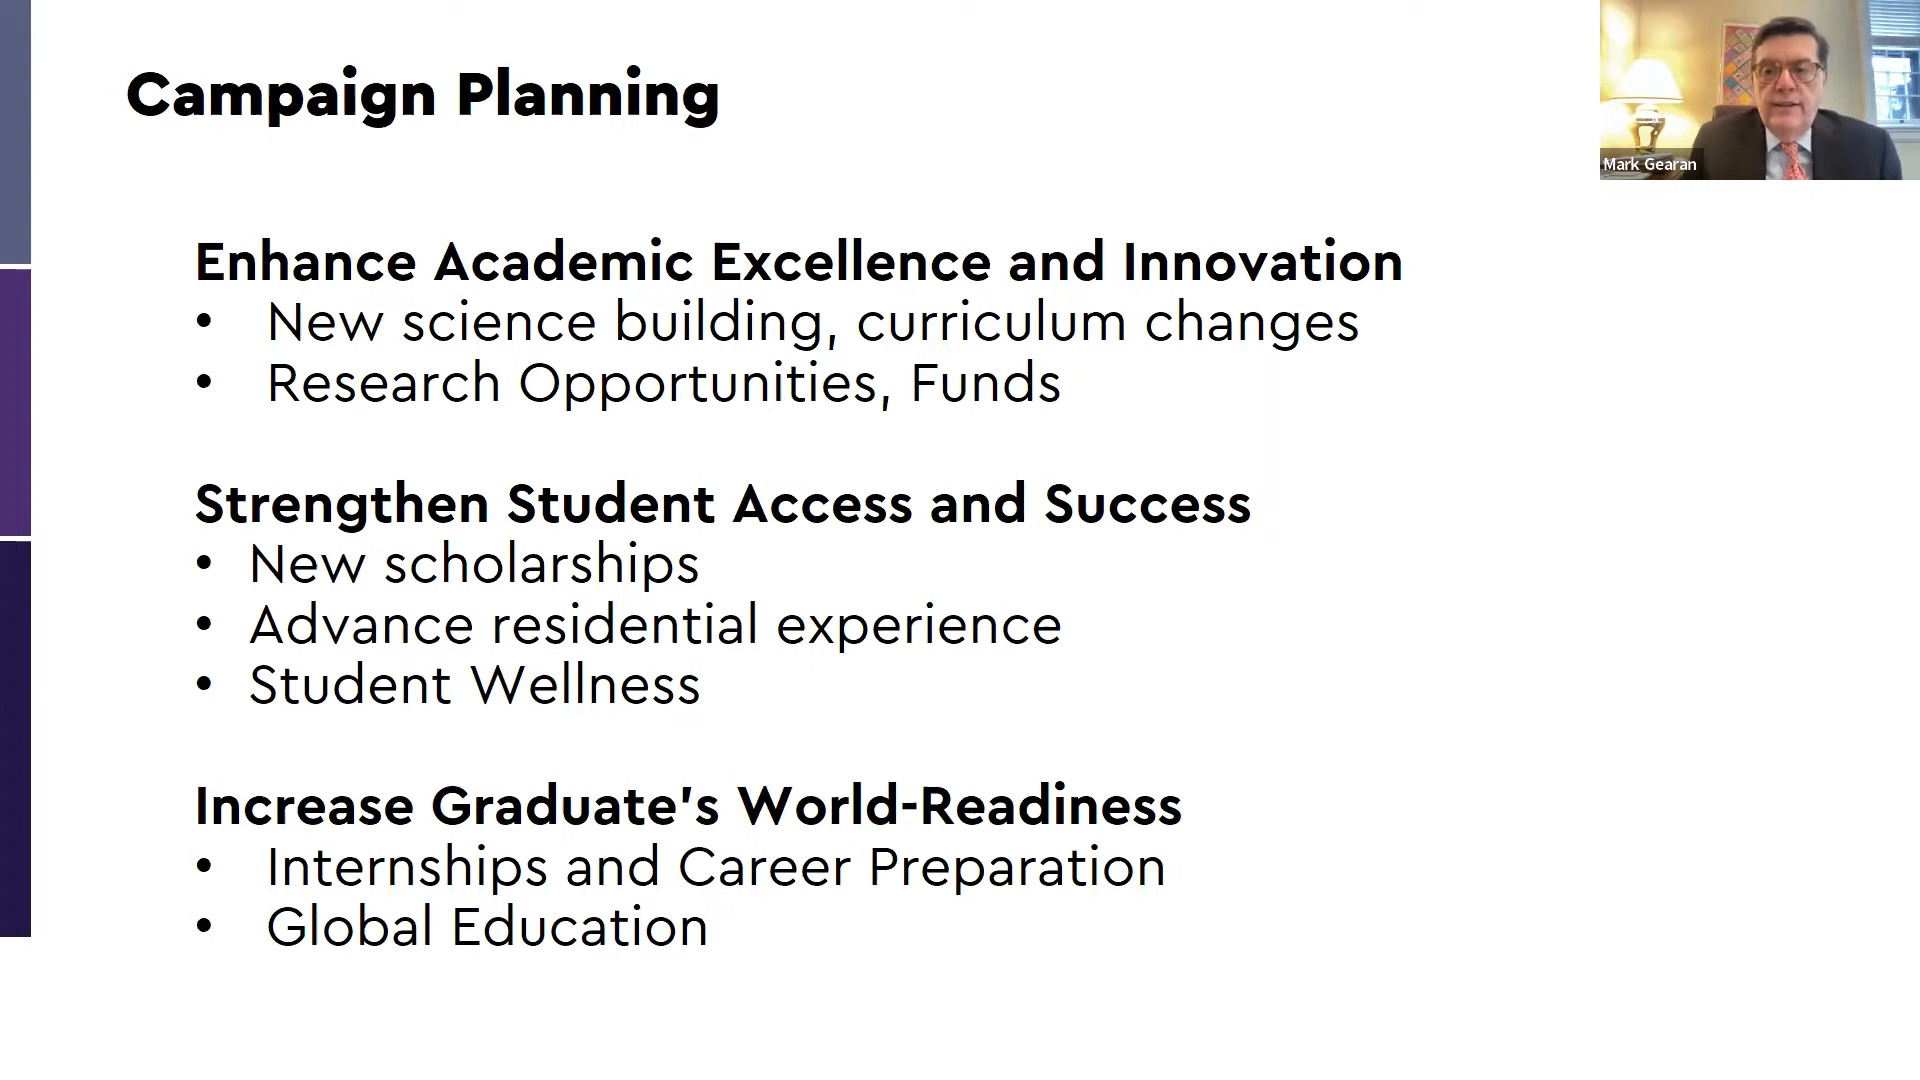 Campaign Planning
Mark Gearan
Enhance Academic Excellence and Innovation
• New science building, curriculum changes
• Research Opportunities, Funds
Strengthen Student Access and Success
• New scholarships
• Advance residential experience
• Student Wellness
Increase Graduate's World-Readiness
• Internships and Career Preparation
• Global Education